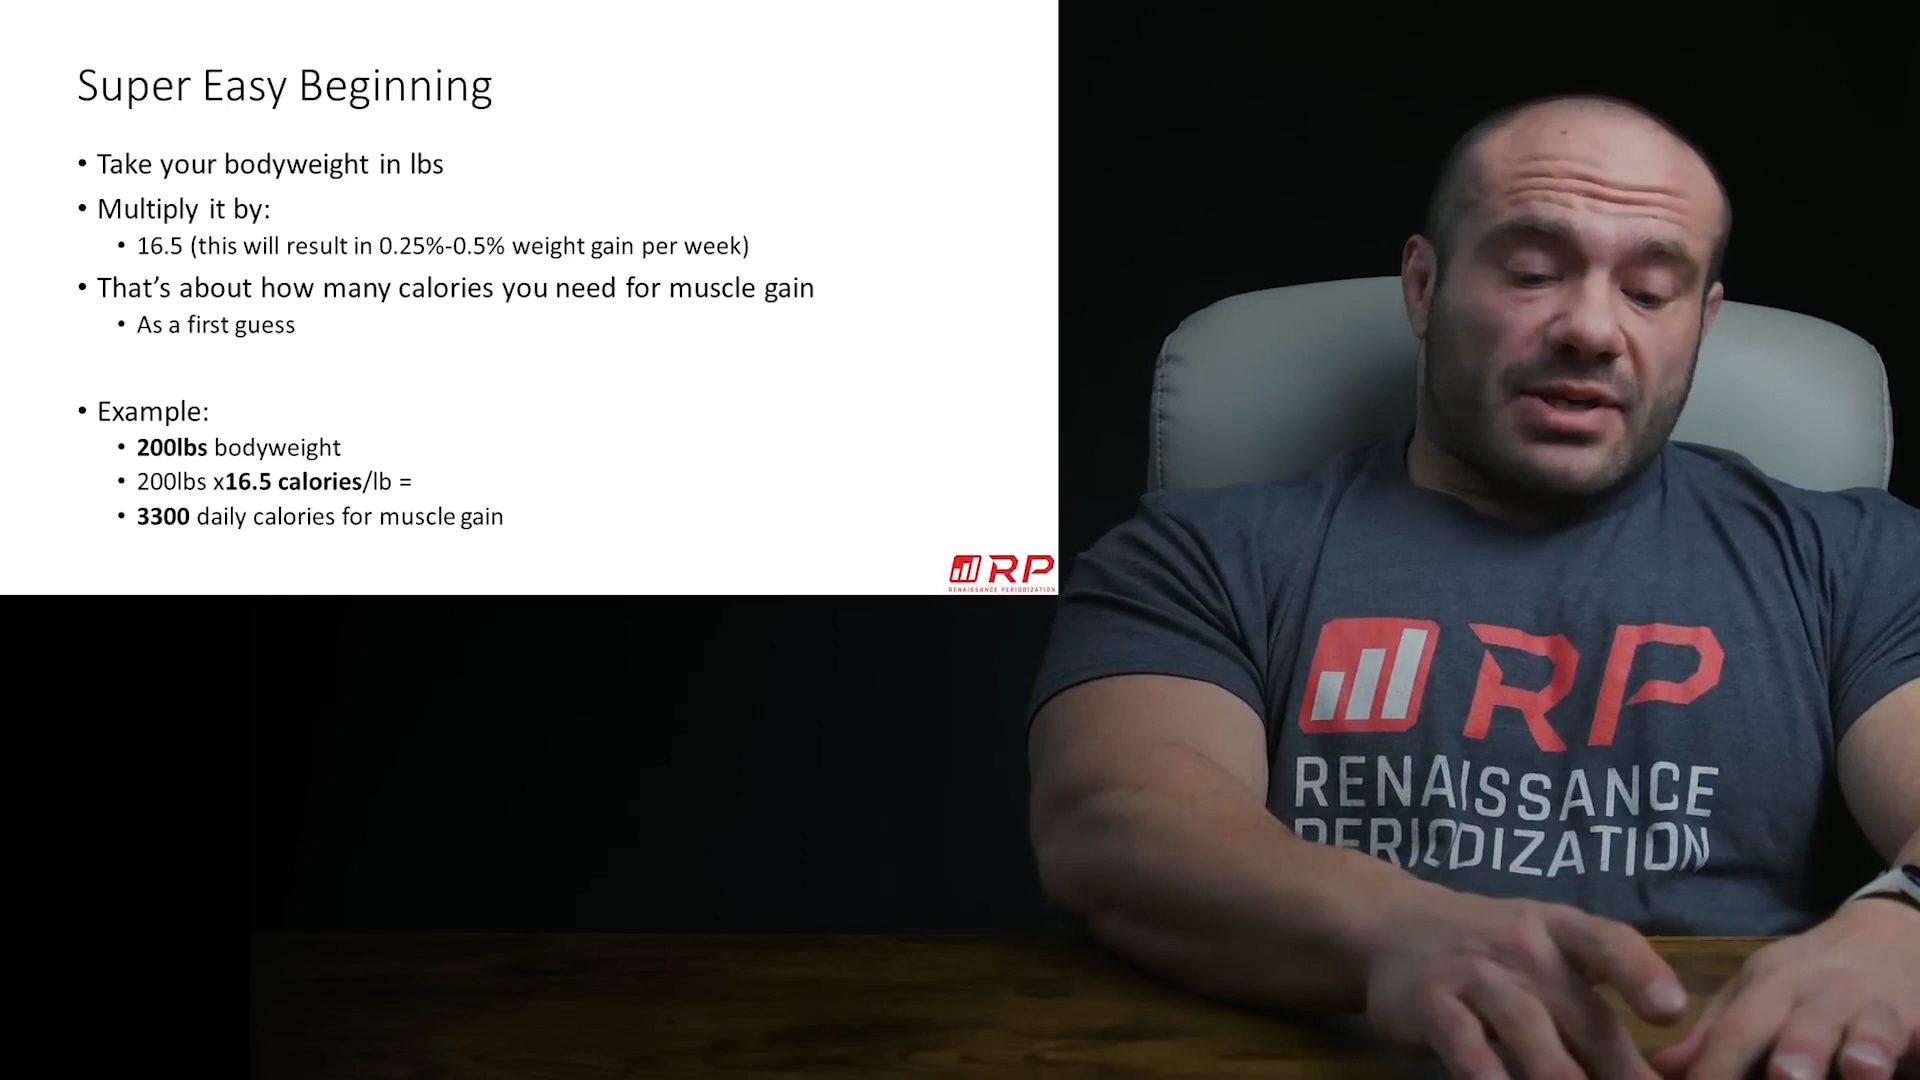 Super Easy Beginning
• Take your bodyweight in lbs
• Multiply it by:
• 16.5 (this will result in 0.25%-0.5% weight gain per week)
• That’s about how many calories you need for muscle gain
• As a first guess
• Example:
• 200lbs bodyweight
• 200lbs x16.5 calories/lb =
• 3300 daily calories for muscle gain
RP
RENAISSANCE PERIODIZATION
RP
RENAISSANCE
PERIODIZATION